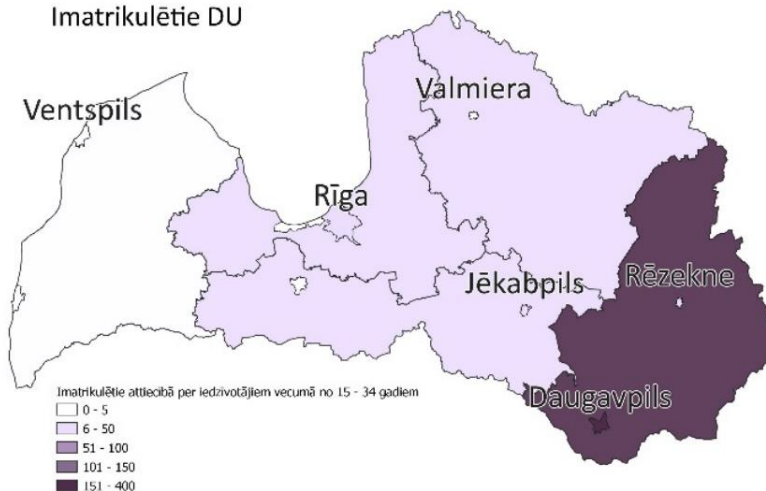 Imatrikulētie DU
Valmiera
Ventspils
Rīga
Jēkabpils
Rēzekne
Daugavpils
Imatrikulētie attiecībā per iedzīvotājiem vecumā no 15 - 34 gadiem
0 - 5
6 - 50
51 - 100
101 - 150
151 - 400